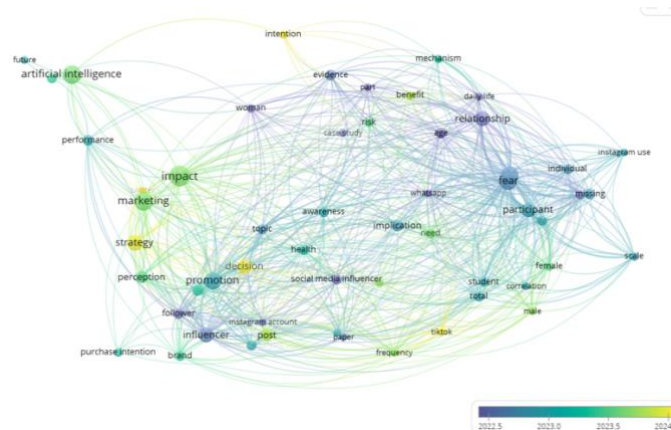 intention
future
mechanism
artificial intelligence
evidence
part
benefit
daily life
woman
relationship
risk
case study
age
performance
instagram use
individual
impact
fear
missing
whatsapp
marketing
participant
awareness
implication
topic
need
strategy
health
scale
decision
female
perception
promotion
social media influencer
student
correlation
total
follower
male
instagram account
influencer
post
paper
tiktok
purchase intention
brand
frequency
2022.5 2023.0 2023.5 2024